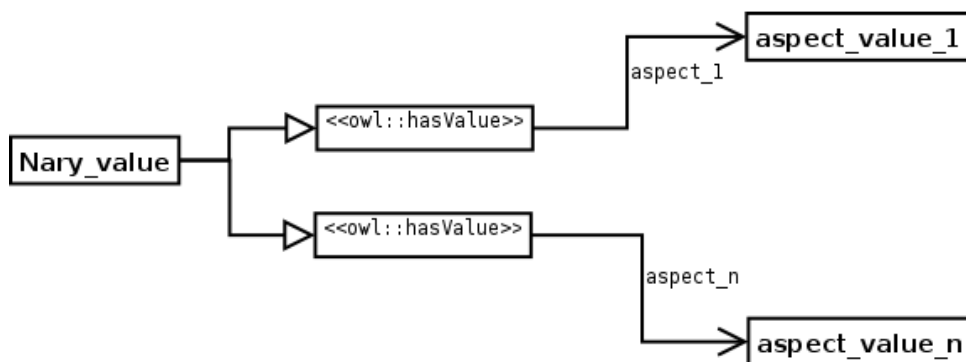 aspect_value_1
aspect_1
<<owl::hasValue>>
Nary_value
<<owl::hasValue>>
aspect_n
aspect_value_n